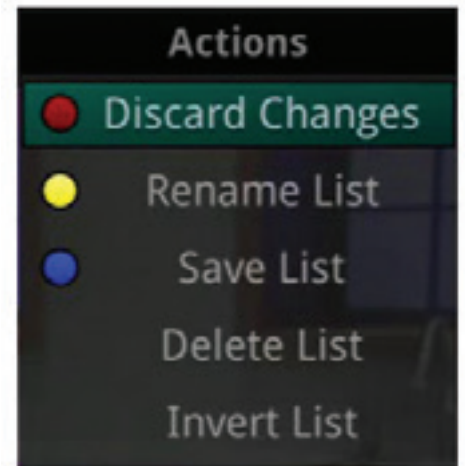 Actions
Discard Changes
Rename List
Save List
Delete List
Invert List